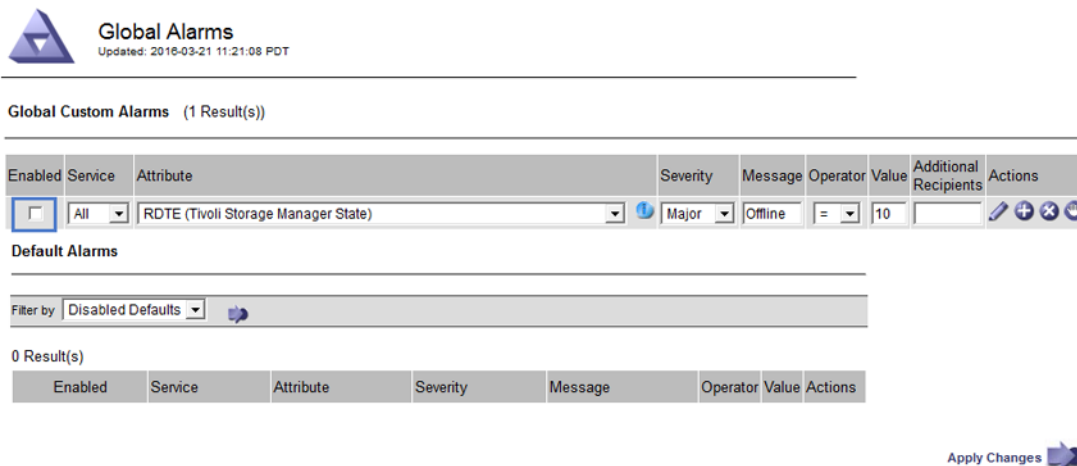 Global Alarms
Updated: 2016-03-21 11:21:08 PDT
Global Custom Alarms (1 Result(s))
Enabled Service Attribute Severity Message Operator Value Additional Recipients Actions
All RDTE (Tivoli Storage Manager State) Major Offline = 10
Default Alarms
Filter by Disabled Defaults
0 Result(s)
Enabled Service Attribute Severity Message Operator Value Actions
Apply Changes